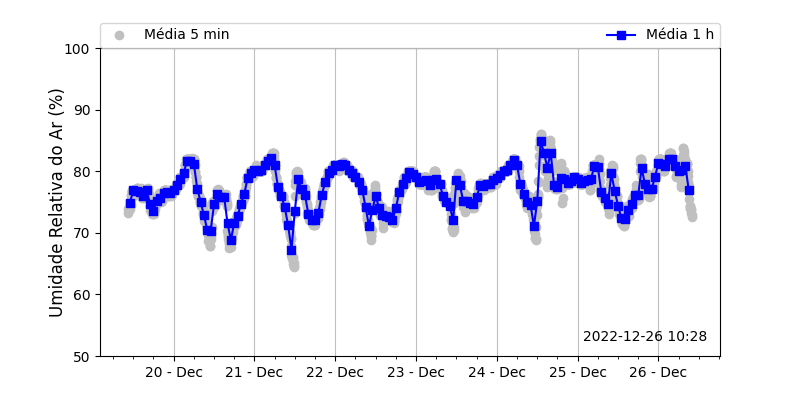 Média 5 min
Média 1 h
Umidade Relativa do Ar (%)
100
90
80
70
60
50
2022-12-26 10:28
20 - Dec
21 - Dec
22 - Dec
23 - Dec
24 - Dec
25 - Dec
26 - Dec